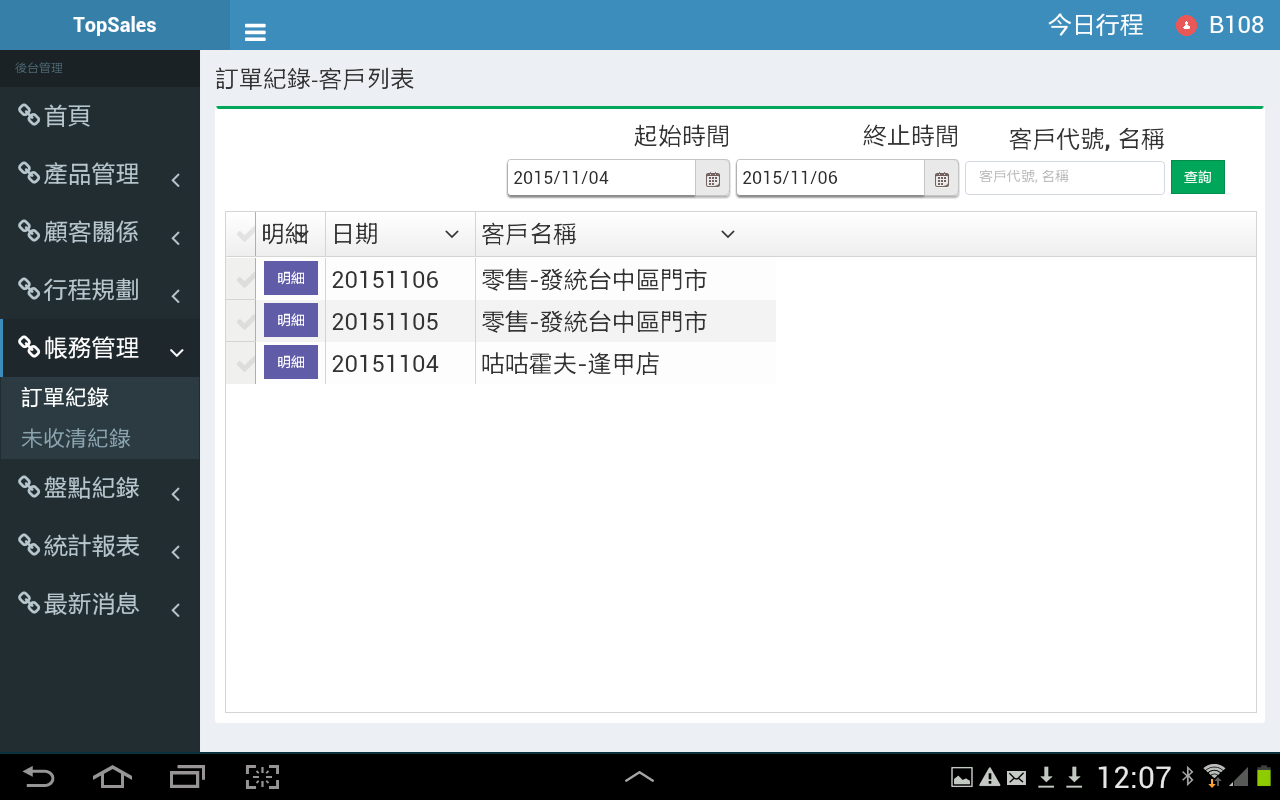 TopSales
今日行程 B108
後台管理
首頁
產品管理
顧客關係
行程規劃
帳務管理
訂單紀錄
未收清紀錄
盤點紀錄
統計報表
最新消息
訂單紀錄-客戶列表
起始時間 終止時間 客戶代號, 名稱
2015/11/04 2015/11/06 客戶代號, 名稱 查詢
明細 日期 客戶名稱
明細 20151106 零售-發統台中區門市
明細 20151105 零售-發統台中區門市
明細 20151104 咕咕霍夫-逢甲店
12:07